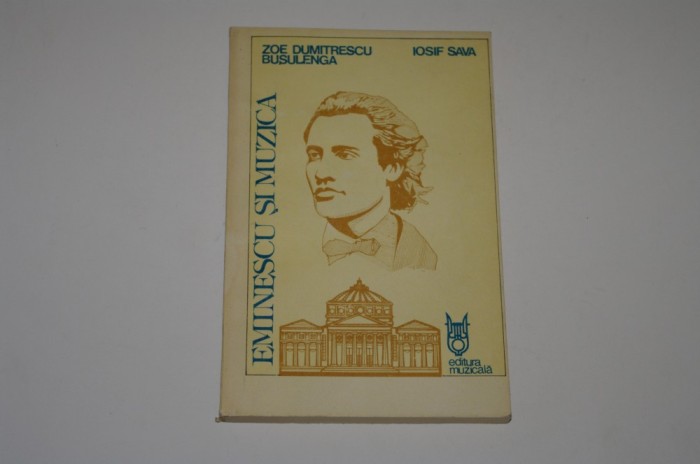 ZOE DUMITRESCU
BUȘULENGA
IOSIF SAVA
EMINESCU ȘI MUZICA
editura
muzicală